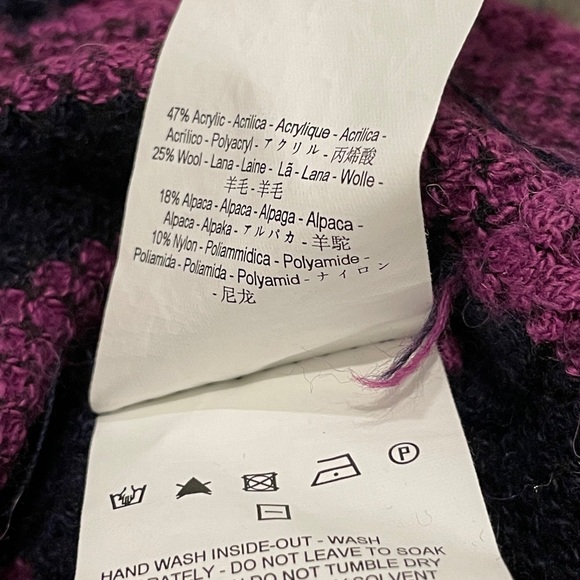 47% Acrylic - Acrilica - Acrylique - Acrilica -
Acrílico - Polyacryl - アクリル - 丙烯酸
25% Wool - Lana - Laine - Lã - Lana - Wolle -
羊毛 - 羊毛
18% Alpaca - Alpaca - Alpaga - Alpaca -
Alpaca - Alpaka - アルパカ - 羊駝
10% Nylon - Poliammidica - Polyamide -
Poliamida - Poliamida - Polyamid - ナイロン
- 尼龙
P
HAND WASH INSIDE-OUT - WASH
SEPARATELY - DO NOT LEAVE TO SOAK
DO NOT TUMBLE DRY
SOLVENT